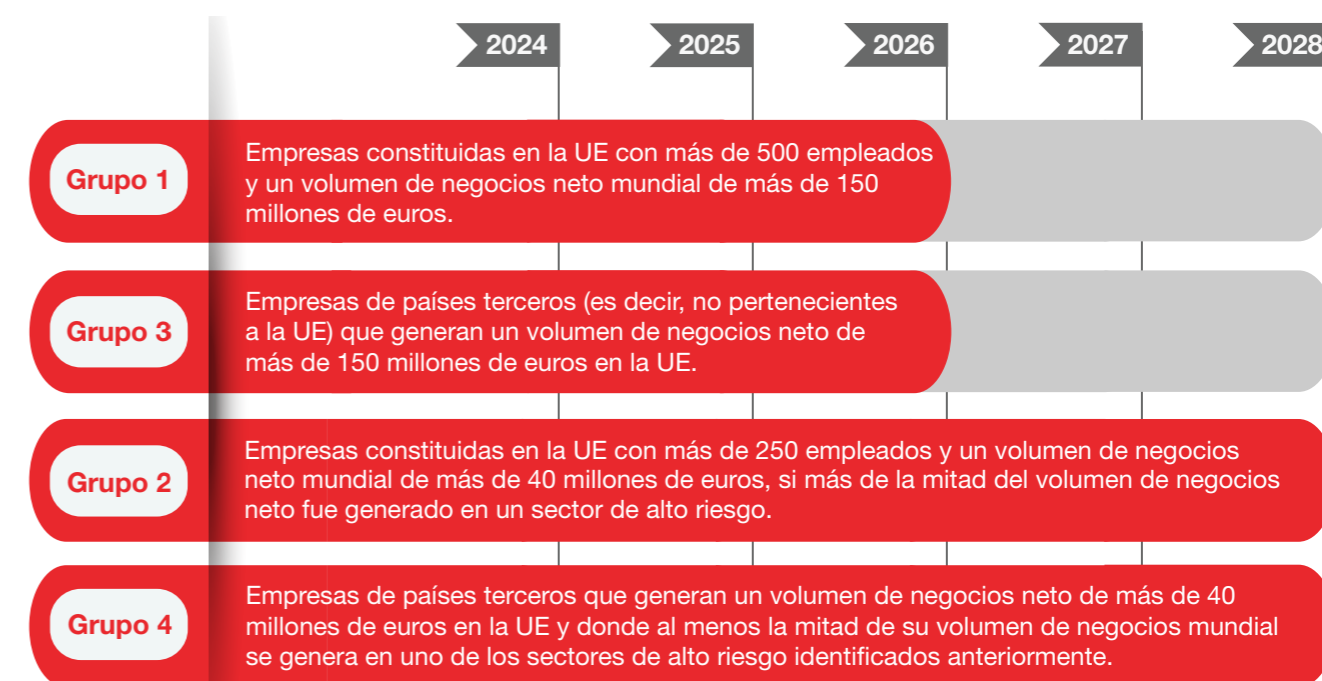 2024
2025
2026
2027
2028
Grupo 1
Empresas constituidas en la UE con más de 500 empleados
y un volumen de negocios neto mundial de más de 150
millones de euros.
Grupo 3
Empresas de países terceros (es decir, no pertenecientes
a la UE) que generan un volumen de negocios neto de
más de 150 millones de euros en la UE.
Grupo 2
Empresas constituidas en la UE con más de 250 empleados y un volumen de negocios
neto mundial de más de 40 millones de euros, si más de la mitad del volumen de negocios
neto fue generado en un sector de alto riesgo.
Grupo 4
Empresas de países terceros que generan un volumen de negocios neto de más de 40
millones de euros en la UE y donde al menos la mitad de su volumen de negocios mundial
se genera en uno de los sectores de alto riesgo identificados anteriormente.